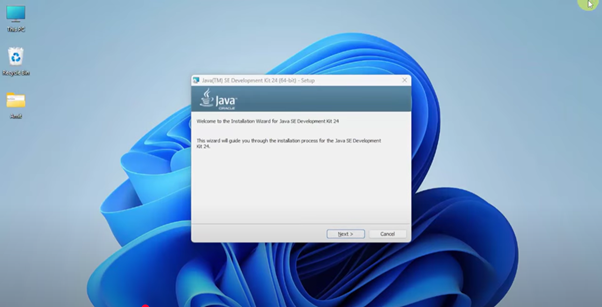 This PC
Recycle Bin
Java(TM) SE Development Kit 24 (64-bit) - Setup
Java
ORACLE
Welcome to the Installation Wizard for Java SE Development Kit 24
This wizard will guide you through the installation process for the Java SE Development
Kit 24.
Next >
Cancel